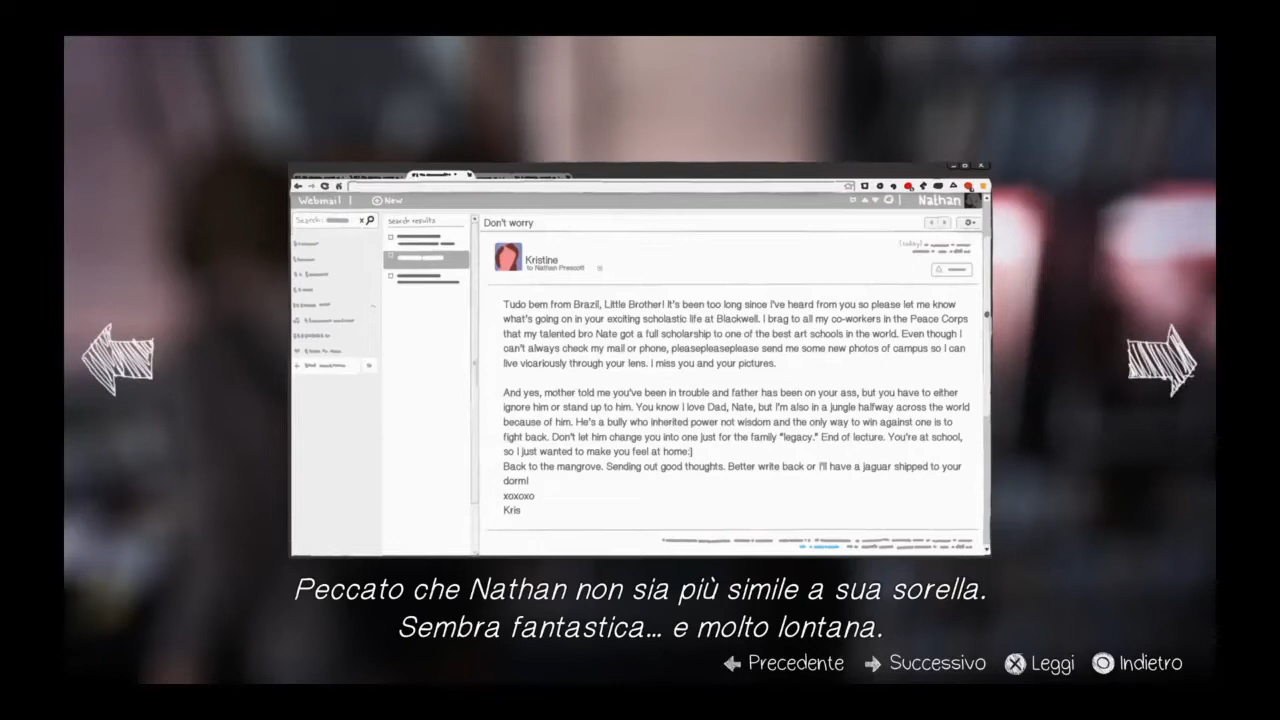 Webmail
New
Nathan
Search:
search results
Don't worry
Kristine
to Nathan Prescott
(today)
Tudo bem from Brazil, Little Brother! It's been too long since I've heard from you so please let me know
what's going on in your exciting scholastic life at Blackwell. I brag to all my co-workers in the Peace Corps
that my talented bro Nate got a full scholarship to one of the best art schools in the world. Even though I
can't always check my mail or phone, pleasepleaseplease send me some new photos of campus so I can
live vicariously through your lens. I miss you and your pictures.
And yes, mother told me you've been in trouble and father has been on your ass, but you have to either
ignore him or stand up to him. You know I love Dad, Nate, but I'm also in a jungle halfway across the world
because of him. He's a bully who inherited power not wisdom and the only way to win against one is to
fight back. Don't let him change you into one just for the family "legacy." End of lecture. You're at school,
so I just wanted to make you feel at home:]
Back to the mangrove. Sending out good thoughts. Better write back or I'll have a jaguar shipped to your
dorm!
xoxoxo
Kris
Peccato che Nathan non sia più simile a sua sorella.
Sembra fantastica... e molto lontana.
Precedente Successivo Leggi Indietro